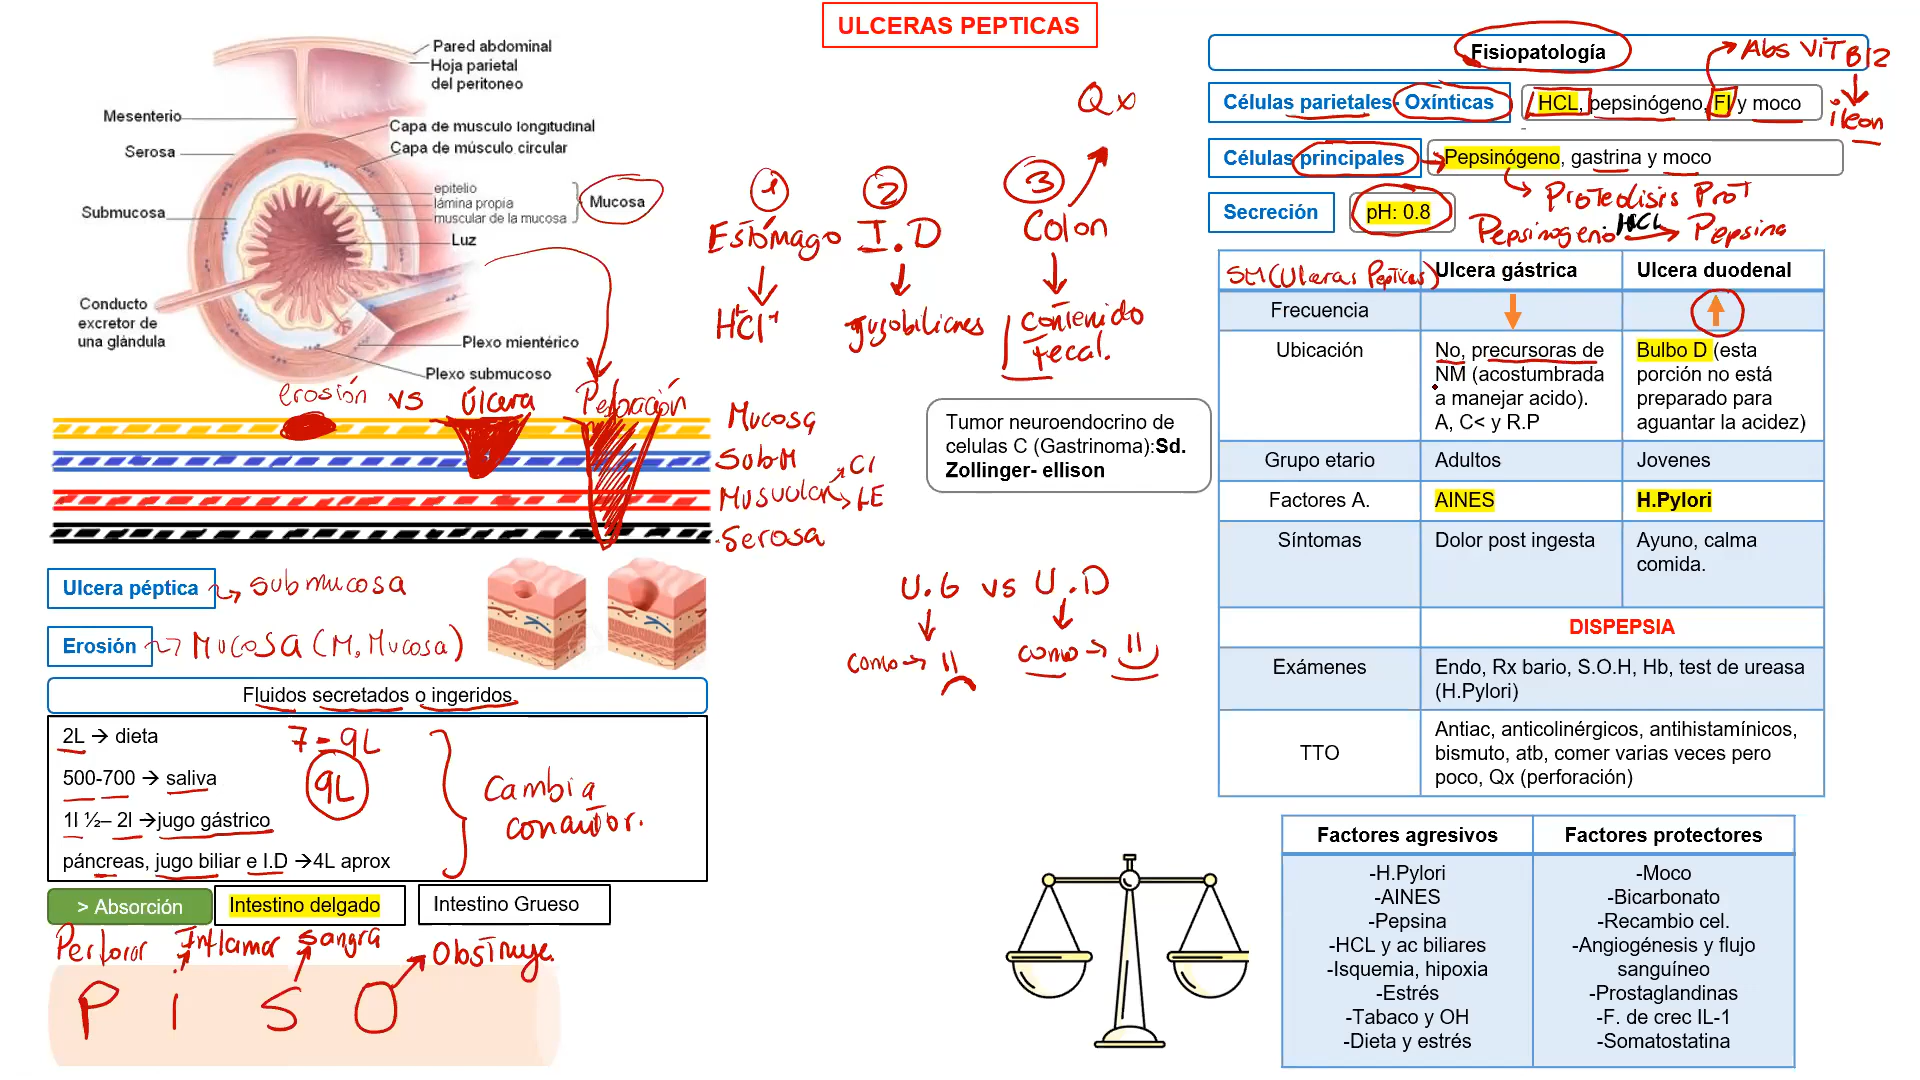 ULCERAS PEPTICAS
Pared abdominal
Hoja parietal
del peritoneo
Mesenterio
Capa de musculo longitudinal
Serosa
Capa de músculo circular
epitelio
lámina propia
muscular de la mucosa
Mucosa
Submucosa
Luz
Conducto
excretor de
una glándula
Plexo mientérico
Plexo submucoso
erosión vs Úlcera
Perforación
Mucosa
SubM
Muscular
CI
LE
Serosa
Ulcera péptica
submucosa
Erosión
Mucosa (M, Mucosa)
Fluidos secretados o ingeridos
2L → dieta
500-700 → saliva
1l ½– 2l →jugo gástrico
páncreas, jugo biliar e I.D →4L aprox
7-9L
9L
Cambia
conautor.
> Absorción
Intestino delgado
Intestino Grueso
Perforar
Inflamar
Sangra
Obstruye.
P I S O
Qx
1
2
3
Estómago
I.D
Colon
HCl
Jugobiliares
contenido
fecal.
Tumor neuroendocrino de
celulas C (Gastrinoma):Sd.
Zollinger- ellison
U.G vs U.D
como →
como →
Fisiopatología
Abs VIT B12
ileon
Células parietales- Oxínticas
HCL, pepsinógeno, FI y moco
Células principales
Pepsinógeno, gastrina y moco
Proteolisis Prot
Secreción
pH: 0.8
Pepsinogeno HCL → Pepsina
SM (Ulceras Pepticas)
Ulcera gástrica
Ulcera duodenal
Frecuencia
Ubicación
No, precursoras de
NM (acostumbrada
a manejar acido).
A, C< y R.P
Bulbo D (esta
porción no está
preparado para
aguantar la acidez)
Grupo etario
Adultos
Jovenes
Factores A.
AINES
H.Pylori
Síntomas
Dolor post ingesta
Ayuno, calma
comida.
DISPEPSIA
Exámenes
Endo, Rx bario, S.O.H, Hb, test de ureasa
(H.Pylori)
TTO
Antiac, anticolinérgicos, antihistamínicos,
bismuto, atb, comer varias veces pero
poco, Qx (perforación)
Factores agresivos
-H.Pylori
-AINES
-Pepsina
-HCL y ac biliares
-Isquemia, hipoxia
-Estrés
-Tabaco y OH
-Dieta y estrés
Factores protectores
-Moco
-Bicarbonato
-Recambio cel.
-Angiogénesis y flujo
sanguíneo
-Prostaglandinas
-F. de crec IL-1
-Somatostatina